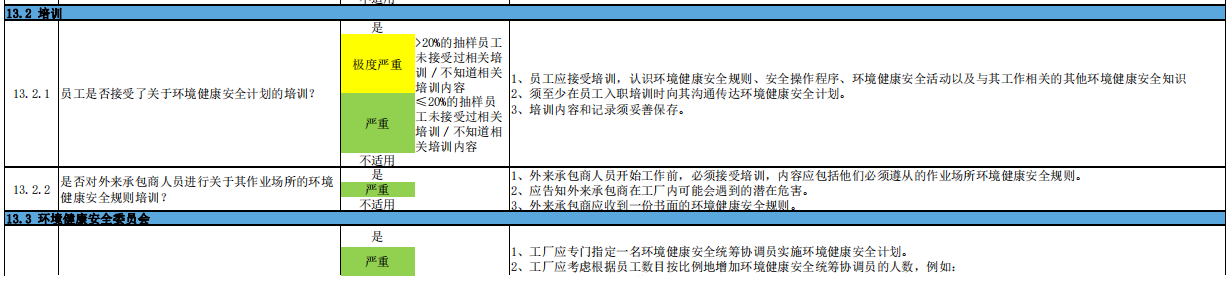 不适用
13.2 培训
是
极度严重
>20%的抽样员工
未接受过相关培
训/不知道相关
培训内容
13.2.1
员工是否接受了关于环境健康安全计划的培训?
严重
≤20%的抽样员
工未接受过相关
培训/不知道相
关培训内容
不适用
1、员工应接受培训，认识环境健康安全规则、安全操作程序、环境健康安全活动以及与其工作相关的其他环境健康安全知识
2、须至少在员工入职培训时向其沟通传达环境健康安全计划。
3、培训内容和记录须妥善保存。
13.2.2
是否对外来承包商人员进行关于其作业场所的环境
健康安全规则培训?
是
严重
不适用
1、外来承包商人员开始工作前，必须接受培训，内容应包括他们必须遵从的作业场所环境健康安全规则。
2、应告知外来承包商在工厂内可能会遇到的潜在危害。
3、外来承包商应收到一份书面的环境健康安全规则。
13.3 环境健康安全委员会
是
严重
1、工厂应专门指定一名环境健康安全统筹协调员实施环境健康安全计划。
2、工厂应考虑根据员工数目按比例地增加环境健康安全统筹协调员的人数，例如：